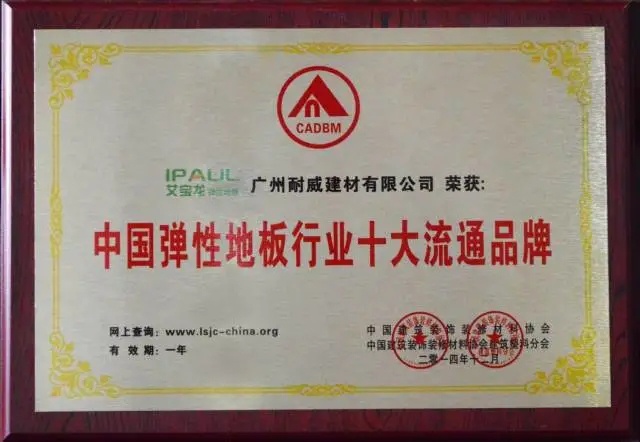 CADBM
IPAUL
艾宝龙
广州耐威建材有限公司 荣获:
中国弹性地板行业十大流通品牌
网上查询: www.lsjc-china.org
有 效 期: 一年
中国建筑装饰装修材料协会
中国建筑装饰装修材料协会建筑塑料分会
二零一四年十二月